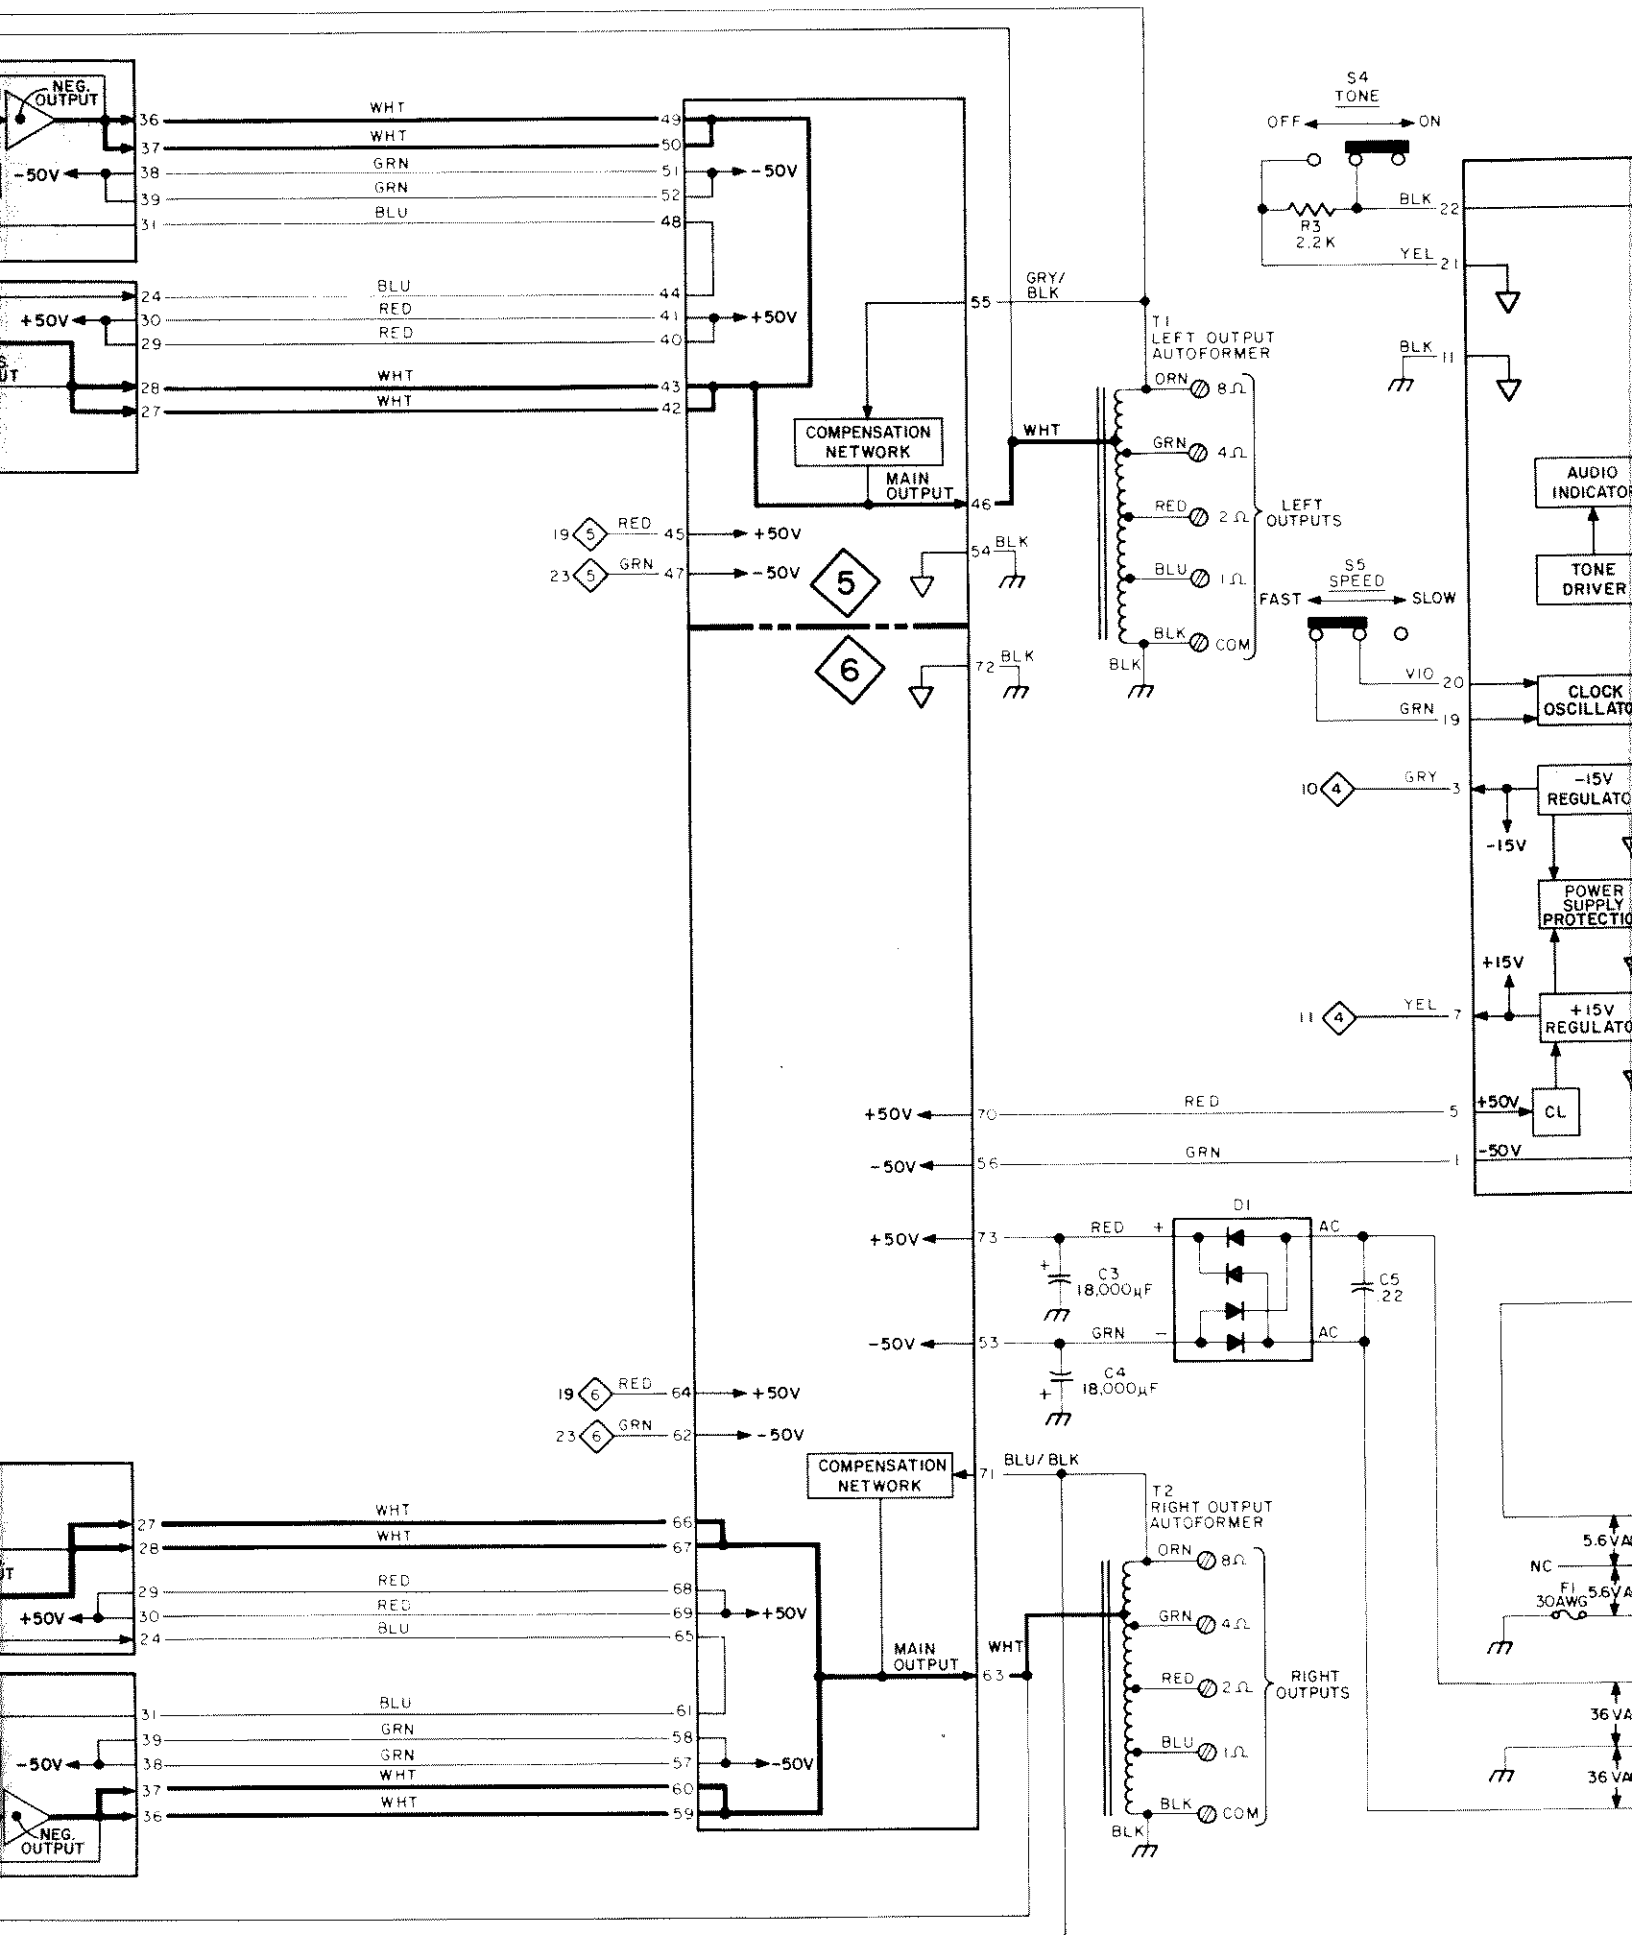 NEG.
OUTPUT
36
WHT
49
37
WHT
50
-50V
38
GRN
51
-50V
39
GRN
52
31
BLU
48
24
BLU
44
+50V
30
RED
41
+50V
29
RED
40
UT
28
WHT
43
27
WHT
42
COMPENSATION
NETWORK
MAIN
OUTPUT
46
WHT
55
GRY/
BLK
T1
LEFT OUTPUT
AUTOFORMER
ORN
8Ω
GRN
4Ω
RED
2Ω
BLU
1Ω
BLK
COM
BLK
LEFT
OUTPUTS
19
5
RED
45
+50V
23
5
GRN
47
-50V
5
54
BLK
6
72
BLK
S4
TONE
OFF
ON
R3
2.2K
BLK
22
YEL
21
BLK
11
AUDIO
INDICATO
TONE
DRIVER
S5
SPEED
FAST
SLOW
VIO
20
GRN
19
CLOCK
OSCILLATO
10
4
GRY
3
-15V
REGULATO
-15V
POWER
SUPPLY
PROTECTIO
+15V
11
4
YEL
7
+15V
REGULATO
+50V
70
RED
5
+50V
CL
-50V
56
GRN
1
-50V
D1
+50V
73
RED
+
AC
+
C3
18,000µF
C5
.22
-50V
53
GRN
-
AC
C4
18,000µF
+
19
6
RED
64
+50V
23
6
GRN
62
-50V
COMPENSATION
NETWORK
71
BLU/BLK
T2
RIGHT OUTPUT
AUTOFORMER
ORN
8Ω
GRN
4Ω
RED
2Ω
BLU
1Ω
BLK
COM
BLK
RIGHT
OUTPUTS
MAIN
OUTPUT
63
WHT
27
WHT
66
28
WHT
67
UT
29
RED
68
+50V
30
RED
69
+50V
24
BLU
65
31
BLU
61
39
GRN
58
-50V
38
GRN
57
-50V
37
WHT
60
36
WHT
59
NEG.
OUTPUT
5.6VA
NC
F1
30AWG
5.6VA
36VA
36VA